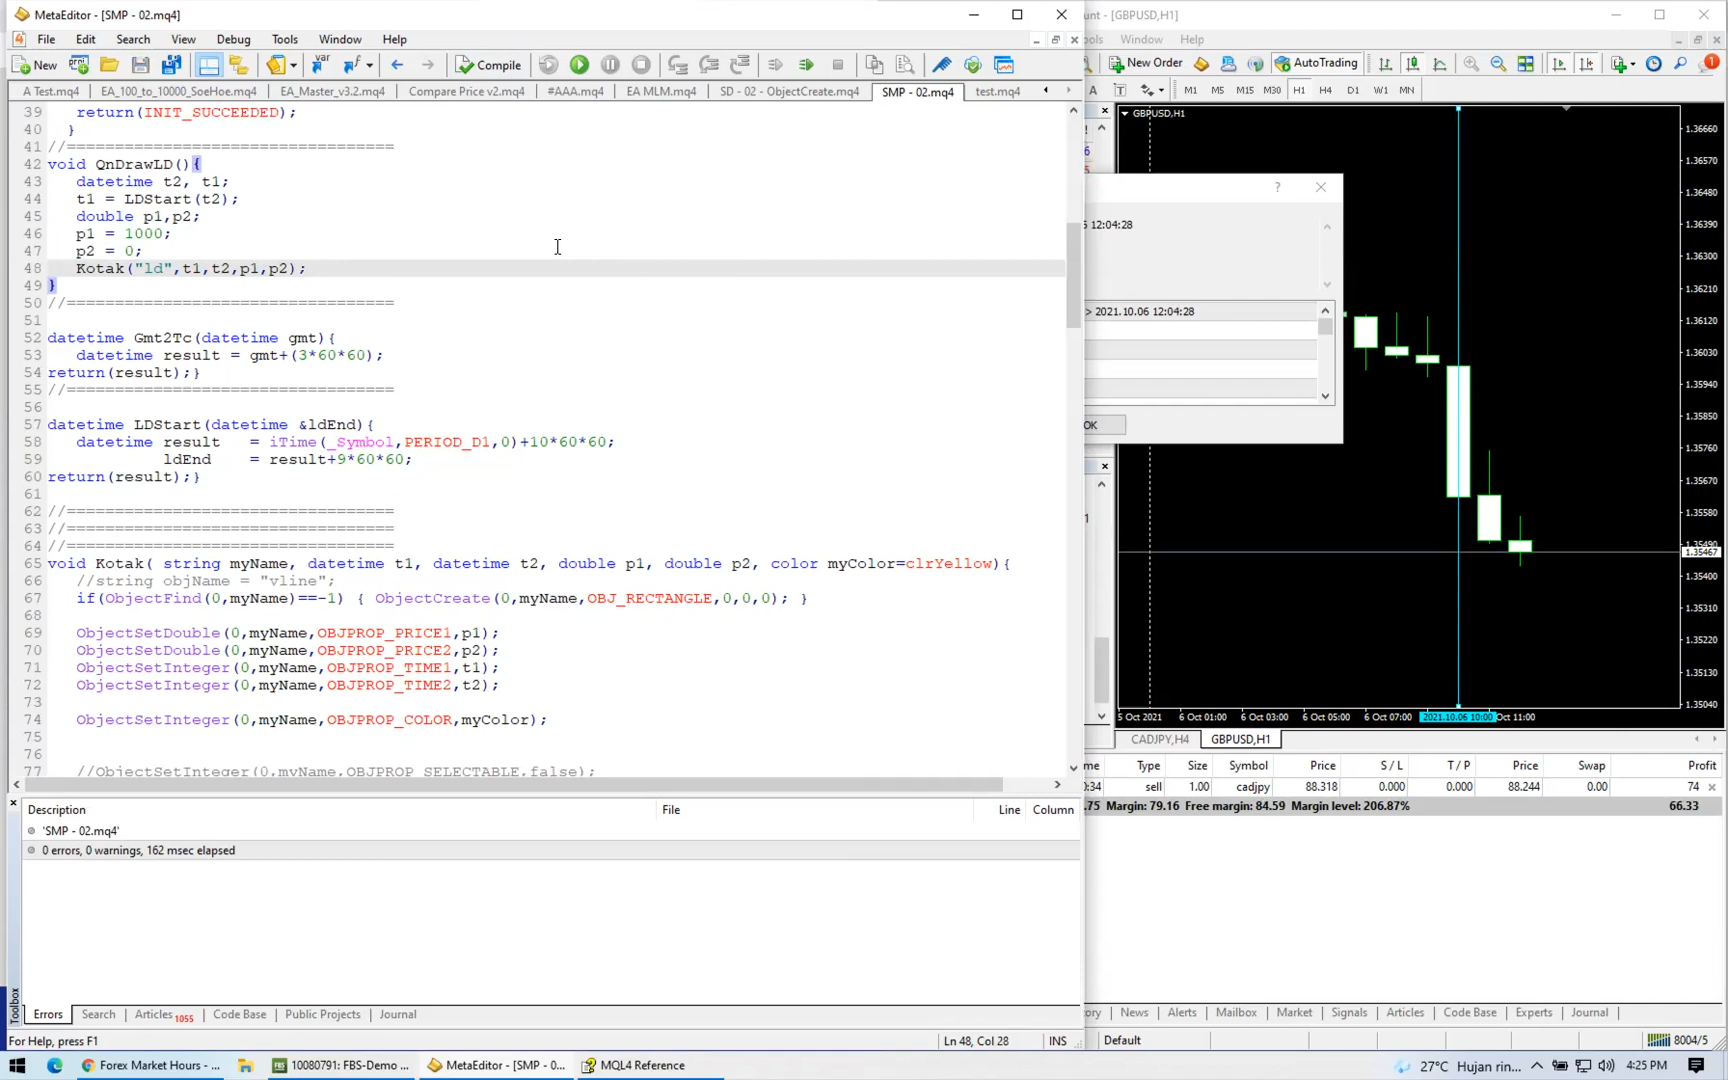 MetaEditor - [SMP - 02.mq4]
unt - [GBPUSD,H1]
File Edit Search View Debug Tools Window Help
ols Window Help
New Compile
New Order AutoTrading
A Test.mq4 EA_100_to_10000_SoeHoe.mq4 EA_Master_v3.2.mq4 Compare Price v2.mq4 #AAA.mq4 EA MLM.mq4 SD - 02 - ObjectCreate.mq4 SMP - 02.mq4 test.mq4
A T M1 M5 M15 M30 H1 H4 D1 W1 MN
39 return(INIT_SUCCEEDED);
40 }
41 //==================================
42 void QnDrawLD(){
43 datetime t2, t1;
44 t1 = LDStart(t2);
45 double p1,p2;
46 p1 = 1000;
47 p2 = 0;
48 Kotak("ld",t1,t2,p1,p2);
49 }
50 //==================================
51
52 datetime Gmt2Tc(datetime gmt){
53 datetime result = gmt+(3*60*60);
54 return(result);}
55 //==================================
56
57 datetime LDStart(datetime &ldEnd){
58 datetime result = iTime(_Symbol,PERIOD_D1,0)+10*60*60;
59 ldEnd = result+9*60*60;
60 return(result);}
61
62 //==================================
63 //==================================
64 //==================================
65 void Kotak( string myName, datetime t1, datetime t2, double p1, double p2, color myColor=clrYellow){
66 //string objName = "vline";
67 if(ObjectFind(0,myName)==-1) { ObjectCreate(0,myName,OBJ_RECTANGLE,0,0,0); }
68
69 ObjectSetDouble(0,myName,OBJPROP_PRICE1,p1);
70 ObjectSetDouble(0,myName,OBJPROP_PRICE2,p2);
71 ObjectSetInteger(0,myName,OBJPROP_TIME1,t1);
72 ObjectSetInteger(0,myName,OBJPROP_TIME2,t2);
73
74 ObjectSetInteger(0,myName,OBJPROP_COLOR,myColor);
75
76
77 //ObjectSetInteger(0,myName,OBJPROP_SELECTABLE,false);
GBPUSD,H1
5 12:04:28
> 2021.10.06 12:04:28
OK
1.36660
1.36570
1.36480
1.36390
1.36300
1.36210
1.36120
1.36030
1.35940
1.35850
1.35760
1.35670
1.35580
1.35490
1.35467
1.35400
1.35310
1.35220
1.35130
1.35040
5 Oct 2021 6 Oct 01:00 6 Oct 03:00 6 Oct 05:00 6 Oct 07:00 2021.10.06 10:00 Oct 11:00
CADJPY,H4 GBPUSD,H1
me Type Size Symbol Price S / L T / P Price Swap Profit
0:34 sell 1.00 cadjpy 88.318 0.000 0.000 88.244 0.00 74
.75 Margin: 79.16 Free margin: 84.59 Margin level: 206.87% 66.33
Description File Line Column
'SMP - 02.mq4'
0 errors, 0 warnings, 162 msec elapsed
Toolbox
Errors Search Articles 1055 Code Base Public Projects Journal
ory News Alerts Mailbox Market Signals Articles Code Base Experts Journal
For Help, press F1 Ln 48, Col 28 INS
Default 8004/5
Forex Market Hours - ... 10080791: FBS-Demo ... MetaEditor - [SMP - 0... MQL4 Reference 27°C Hujan rin... 4:25 PM